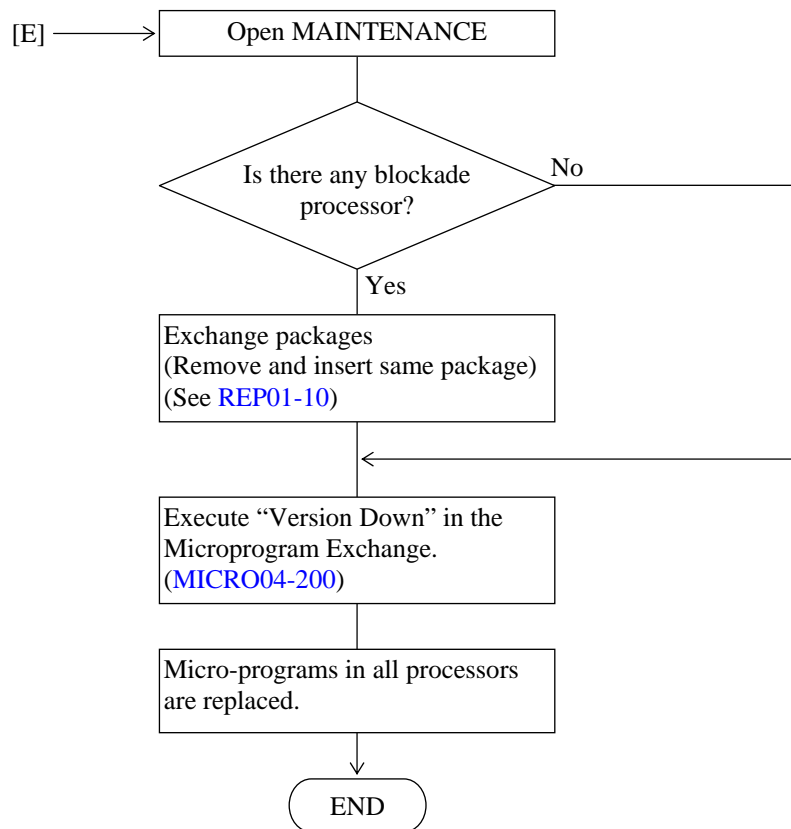 [E]
Open MAINTENANCE
Is there any blockade
processor?
No
Yes
Exchange packages
(Remove and insert same package)
(See REP01-10)
Execute “Version Down” in the
Microprogram Exchange.
(MICRO04-200)
Micro-programs in all processors
are replaced.
END